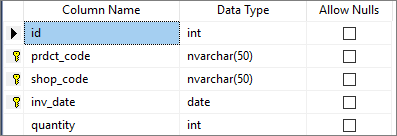 Column Name Data Type Allow Nulls
id int
prdct_code nvarchar(50)
shop_code nvarchar(50)
inv_date date
quantity int